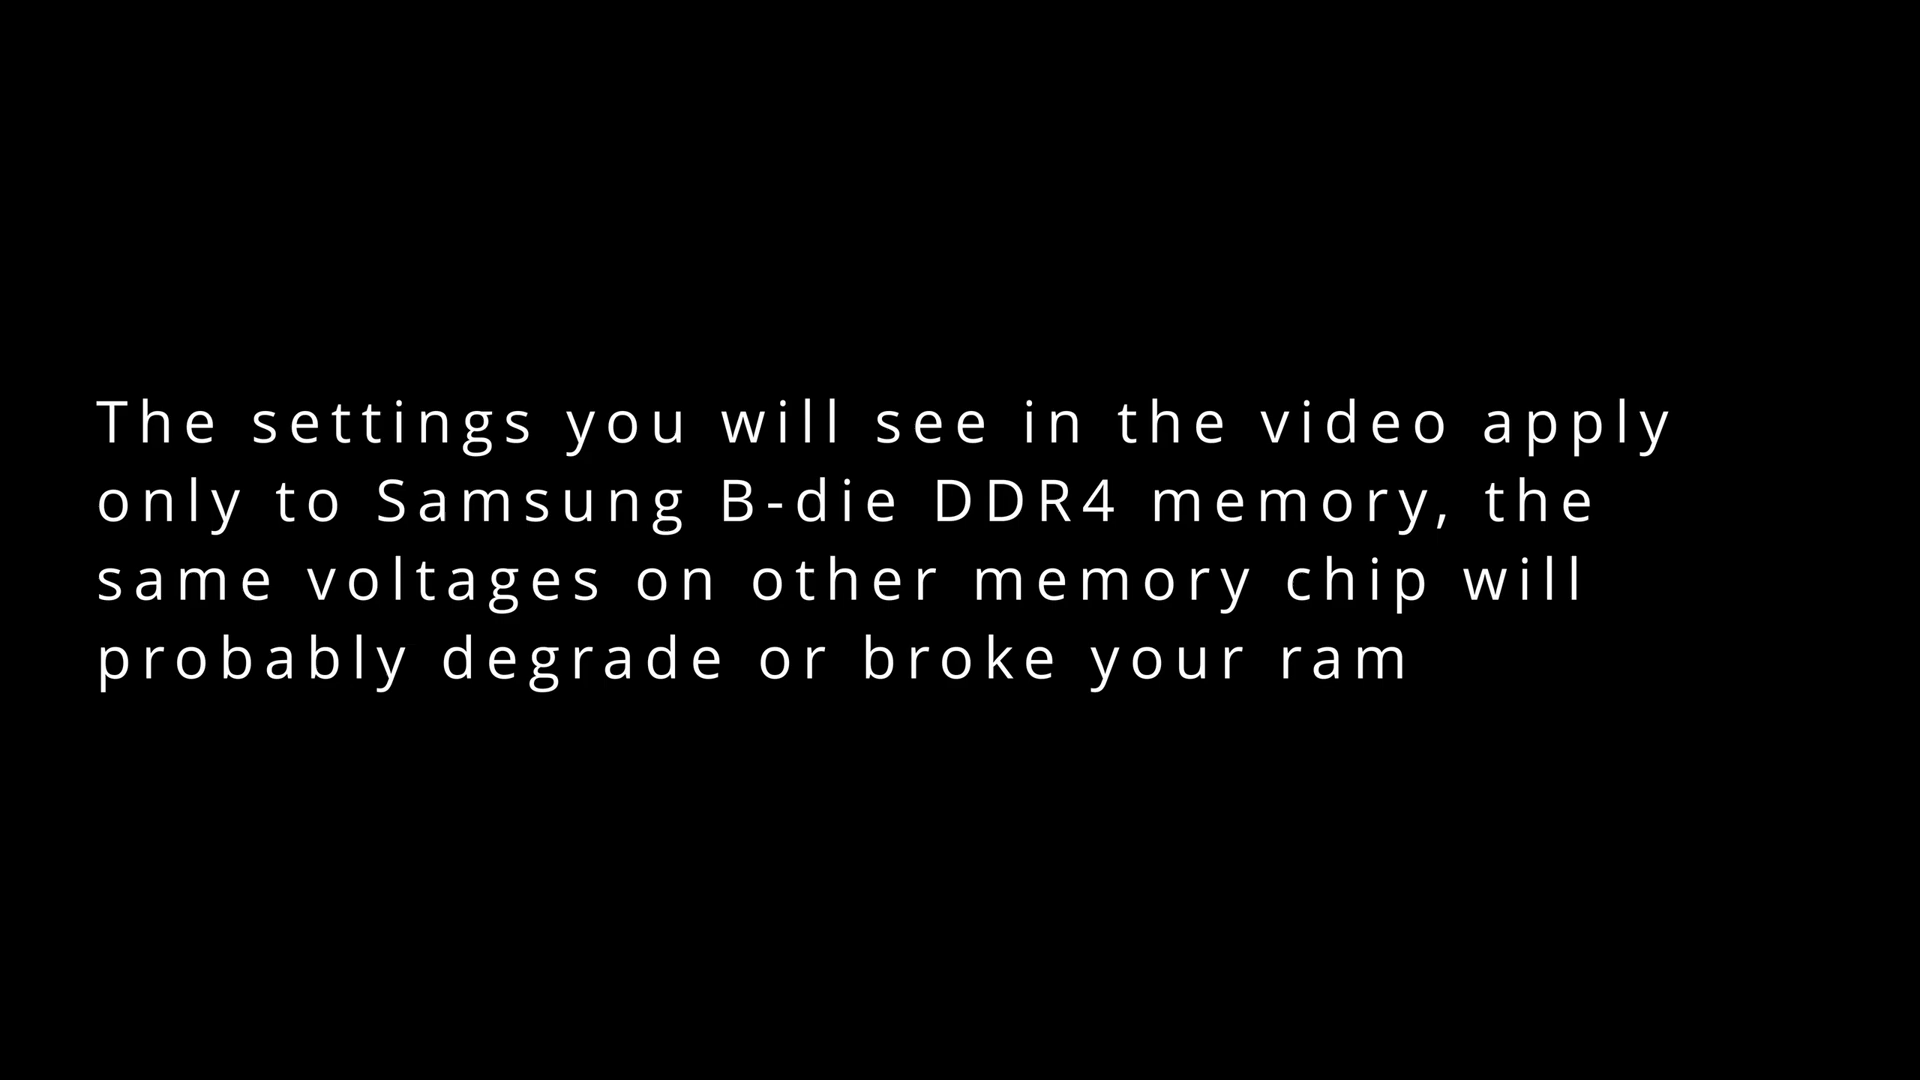 The settings you will see in the video apply
only to Samsung B-die DDR4 memory, the
same voltages on other memory chip will
probably degrade or broke your ram